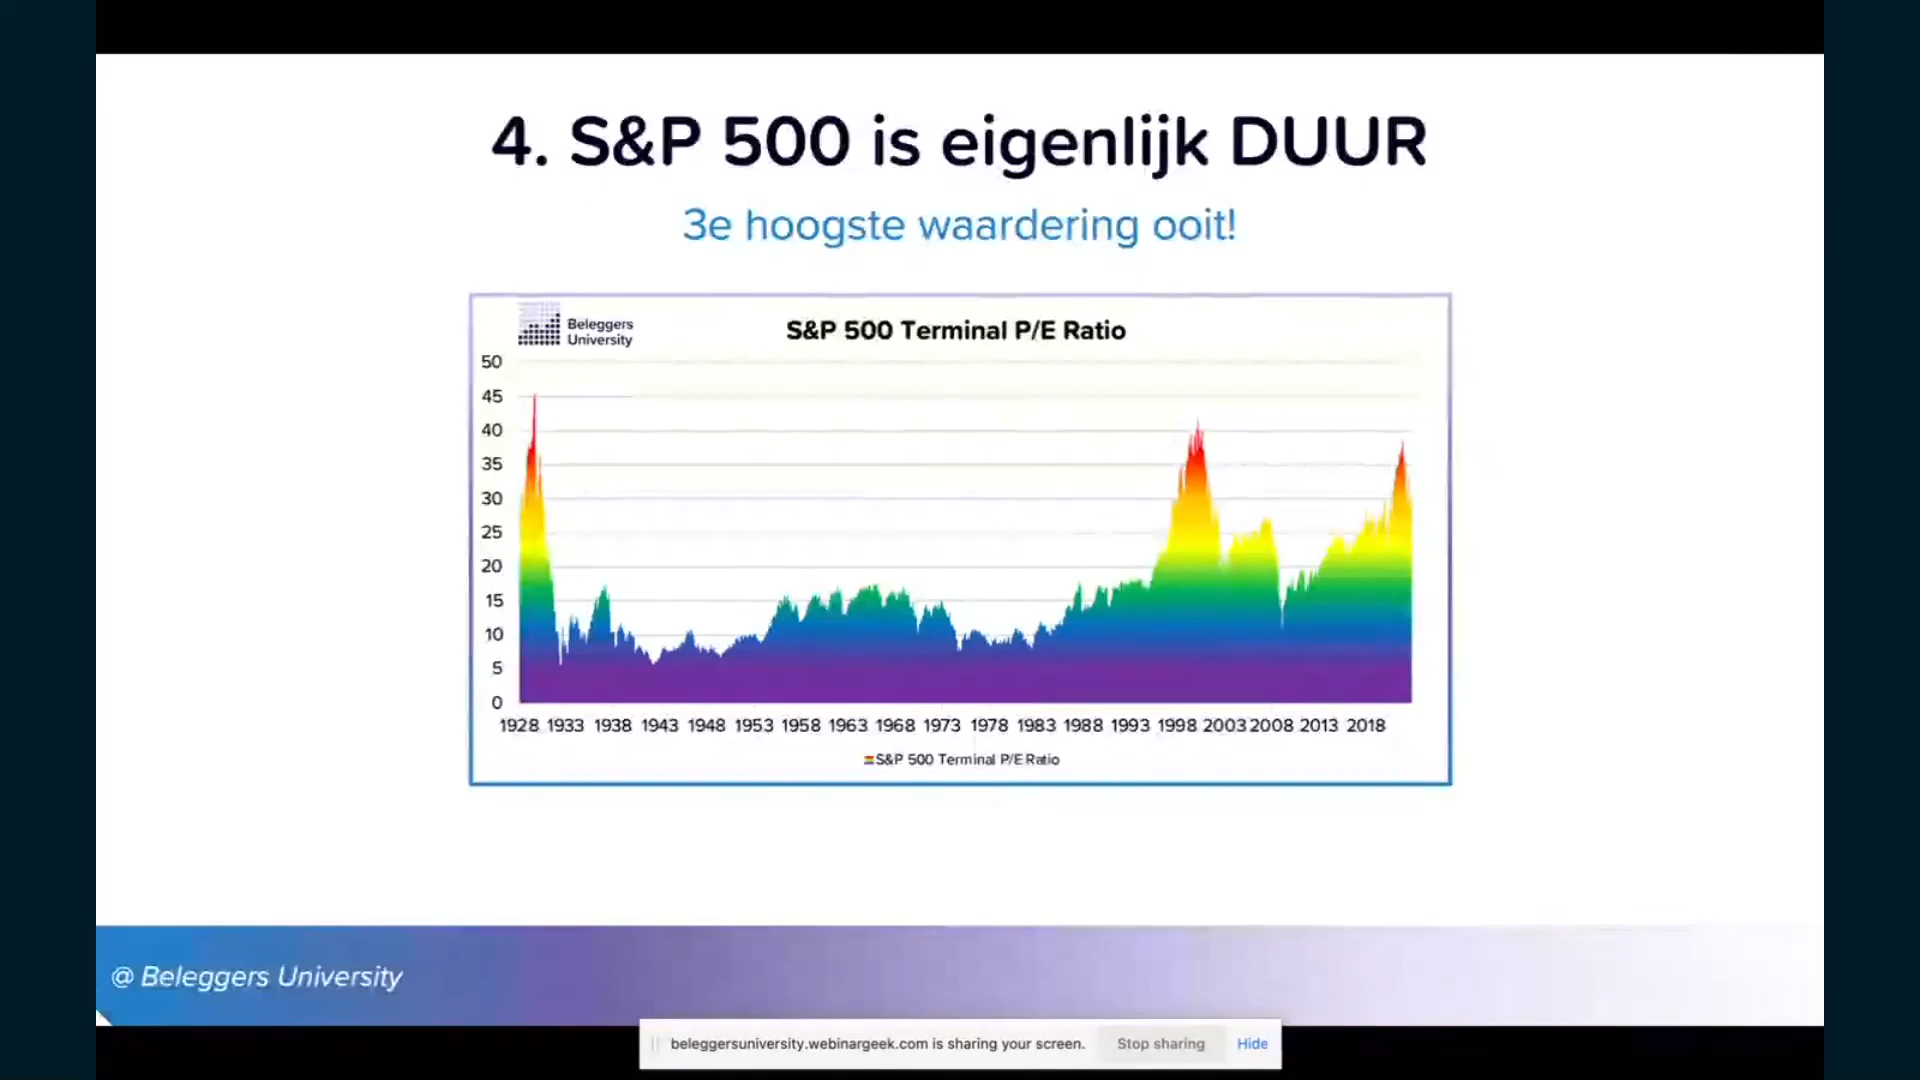 4. S&P 500 is eigenlijk DUUR
3e hoogste waardering ooit!
Beleggers
University
S&P 500 Terminal P/E Ratio
50
45
40
35
30
25
20
15
10
5
0
1928 1933 1938 1943 1948 1953 1958 1963 1968 1973 1978 1983 1988 1993 1998 2003 2008 2013 2018
S&P 500 Terminal P/E Ratio
@ Beleggers University
beleggersuniversity.webinargeek.com is sharing your screen. Stop sharing Hide